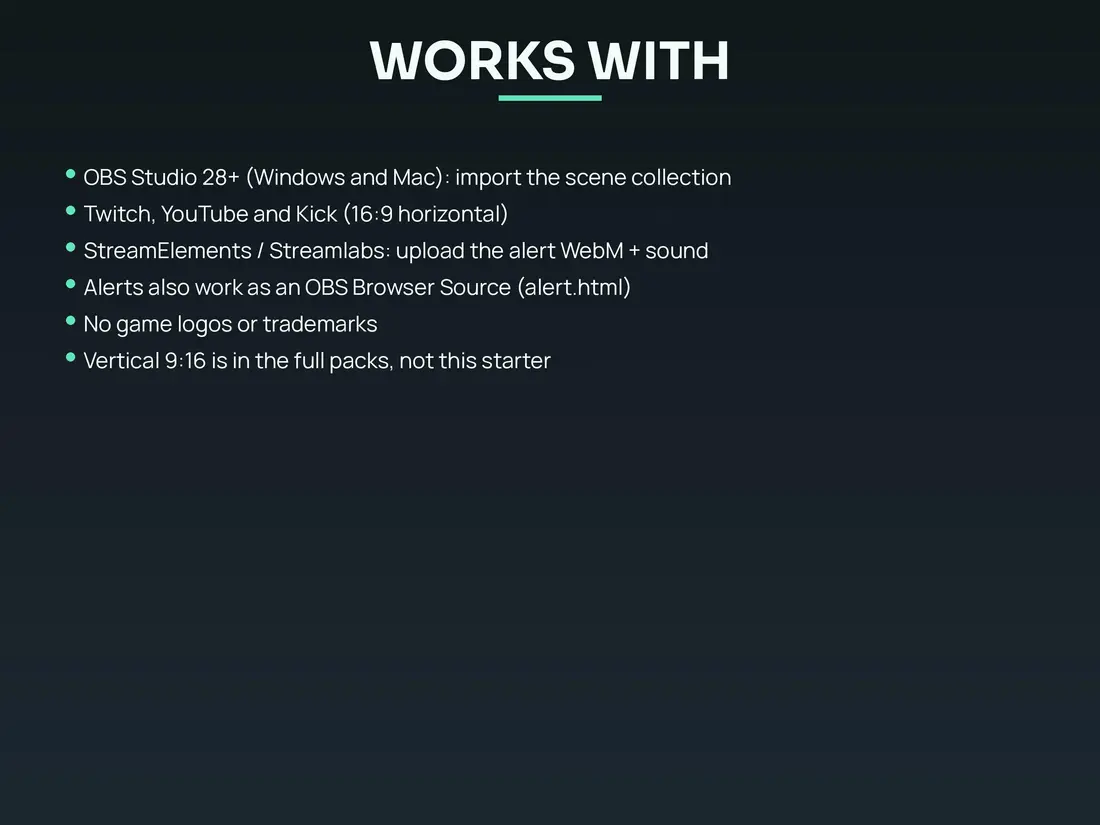 WORKS WITH
OBS Studio 28+ (Windows and Mac): import the scene collection
Twitch, YouTube and Kick (16:9 horizontal)
StreamElements / Streamlabs: upload the alert WebM + sound
Alerts also work as an OBS Browser Source (alert.html)
No game logos or trademarks
Vertical 9:16 is in the full packs, not this starter